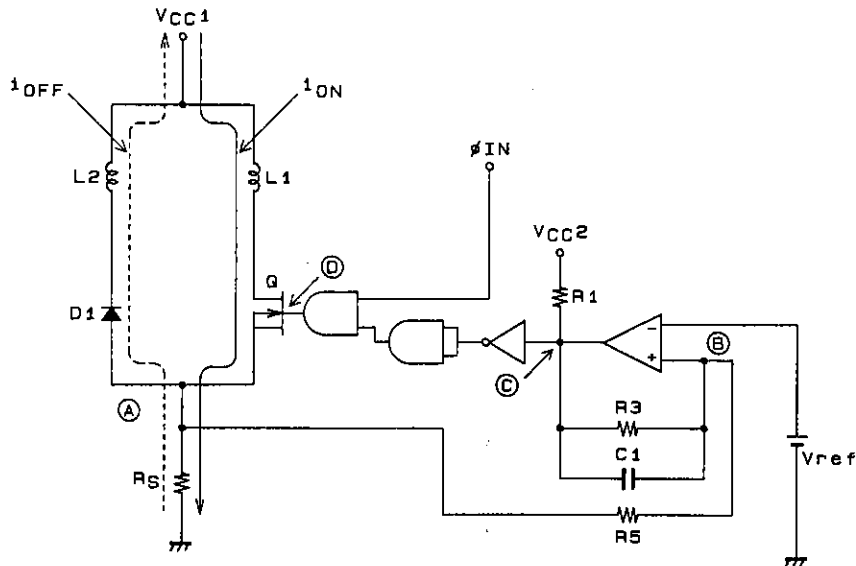 VCC1
iOFF
iON
øIN
L2
L1
VCC2
Q
D
R1
D1
B
C
A
R3
C1
RS
R5
Vref
−
+